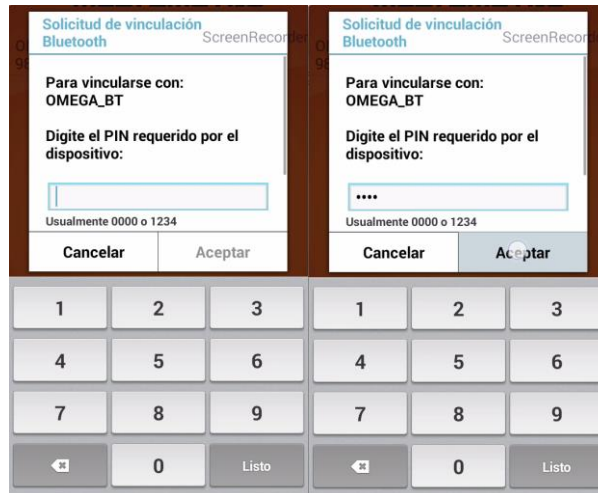 Solicitud de vinculación
Bluetooth
ScreenRecorder
Para vincularse con:
OMEGA_BT
Digite el PIN requerido por el
dispositivo:
Usualmente 0000 o 1234
Cancelar
Aceptar
1 2 3
4 5 6
7 8 9
0 Listo
Solicitud de vinculación
Bluetooth
ScreenRecord
Para vincularse con:
OMEGA_BT
Digite el PIN requerido por el
dispositivo:
••••
Usualmente 0000 o 1234
Cancelar
Aceptar
1 2 3
4 5 6
7 8 9
0 Listo